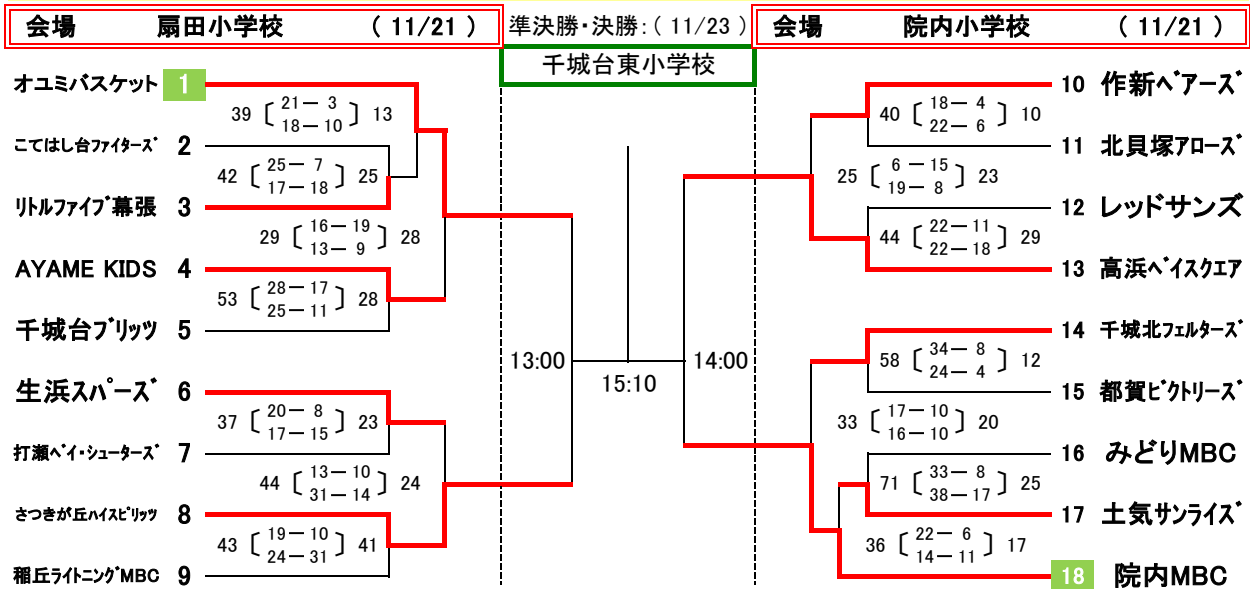 会場 扇田小学校 ( 11/21 )
準決勝・決勝:( 11/23 )
千城台東小学校
会場 院内小学校 ( 11/21 )
オユミバスケット 1
39 〔 21- 3 〕 13
18- 10
こてはし台ファイターズ 2
42 〔 25- 7 〕 25
17- 18
リトルファイブ幕張 3
29 〔 16- 19 〕 28
13- 9
AYAME KIDS 4
53 〔 28- 17 〕 28
25- 11
千城台ブリッツ 5
生浜スパーズ 6
37 〔 20- 8 〕 23
17- 15
打瀬ベイ・シューターズ 7
44 〔 13- 10 〕 24
31- 14
さつきが丘ハイスピリッツ 8
43 〔 19- 10 〕 41
24- 31
稲丘ライトニングMBC 9
13:00
15:10
14:00
10 作新ベアーズ
40 〔 18- 4 〕 10
22- 6
11 北貝塚アローズ
25 〔 6- 15 〕 23
19- 8
12 レッドサンズ
44 〔 22- 11 〕 29
22- 18
13 高浜ベイスクエア
14 千城北フェルターズ
58 〔 34- 8 〕 12
24- 4
15 都賀ビクトリーズ
33 〔 17- 10 〕 20
16- 10
16 みどりMBC
71 〔 33- 8 〕 25
38- 17
17 土気サンライズ
36 〔 22- 6 〕 17
14- 11
18 院内MBC